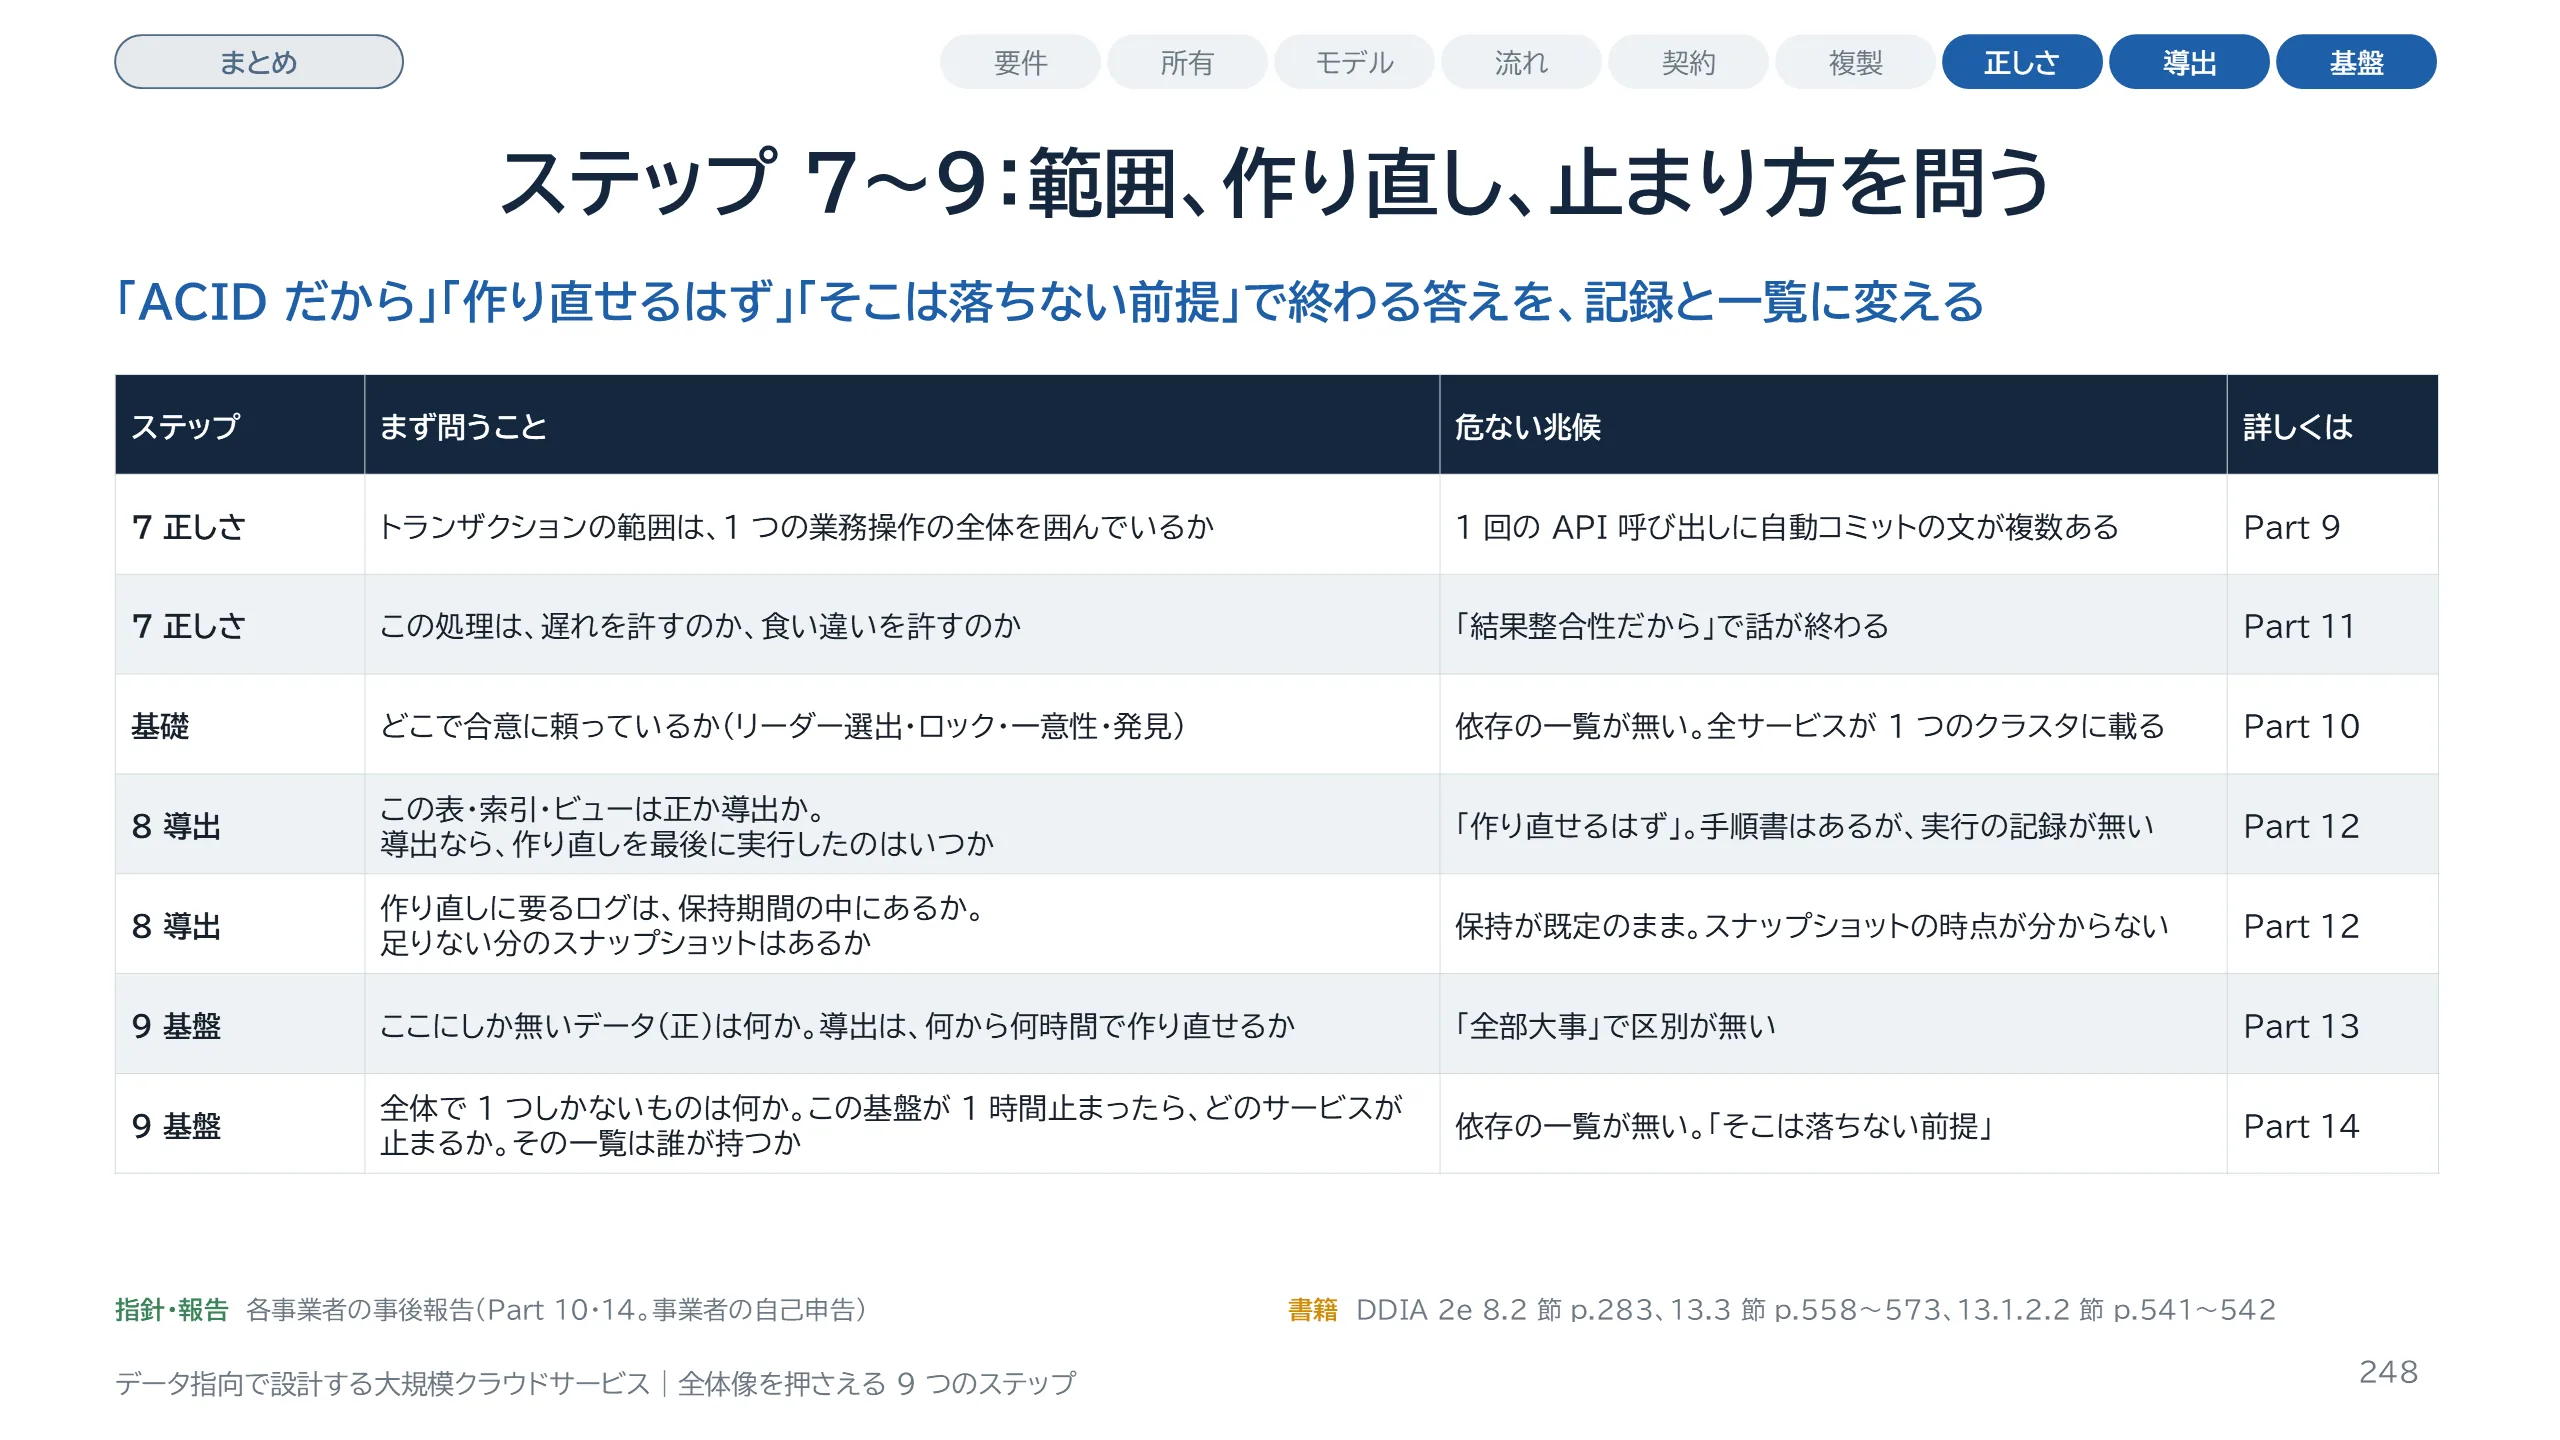 まとめ
要件 所有 モデル 流れ 契約 複製 正しさ 導出 基盤
ステップ 7〜9：範囲、作り直し、止まり方を問う
「ACID だから」「作り直せるはず」「そこは落ちない前提」で終わる答えを、記録と一覧に変える
ステップ まず問うこと 危ない兆候 詳しくは
7 正しさ トランザクションの範囲は、1 つの業務操作の全体を囲んでいるか 1 回の API 呼び出しに自動コミットの文が複数ある Part 9
7 正しさ この処理は、遅れを許すのか、食い違いを許すのか 「結果整合性だから」で話が終わる Part 11
基礎 どこで合意に頼っているか（リーダー選出・ロック・一意性・発見） 依存の一覧が無い。全サービスが 1 つのクラスタに載る Part 10
8 導出 この表・索引・ビューは正か導出か。
導出なら、作り直しを最後に実行したのはいつか 「作り直せるはず」。手順書はあるが、実行の記録が無い Part 12
8 導出 作り直しに要るログは、保持期間の中にあるか。
足りない分のスナップショットはあるか 保持が既定のまま。スナップショットの時点が分からない Part 12
9 基盤 ここにしか無いデータ（正）は何か。導出は、何から何時間で作り直せるか 「全部大事」で区別が無い Part 13
9 基盤 全体で 1 つしかないものは何か。この基盤が 1 時間止まったら、どのサービスが
止まるか。その一覧は誰が持つか 依存の一覧が無い。「そこは落ちない前提」 Part 14
指針・報告 各事業者の事後報告（Part 10・14。事業者の自己申告）
書籍 DDIA 2e 8.2 節 p.283、13.3 節 p.558〜573、13.1.2.2 節 p.541〜542
データ指向で設計する大規模クラウドサービス｜全体像を押さえる 9 つのステップ
248